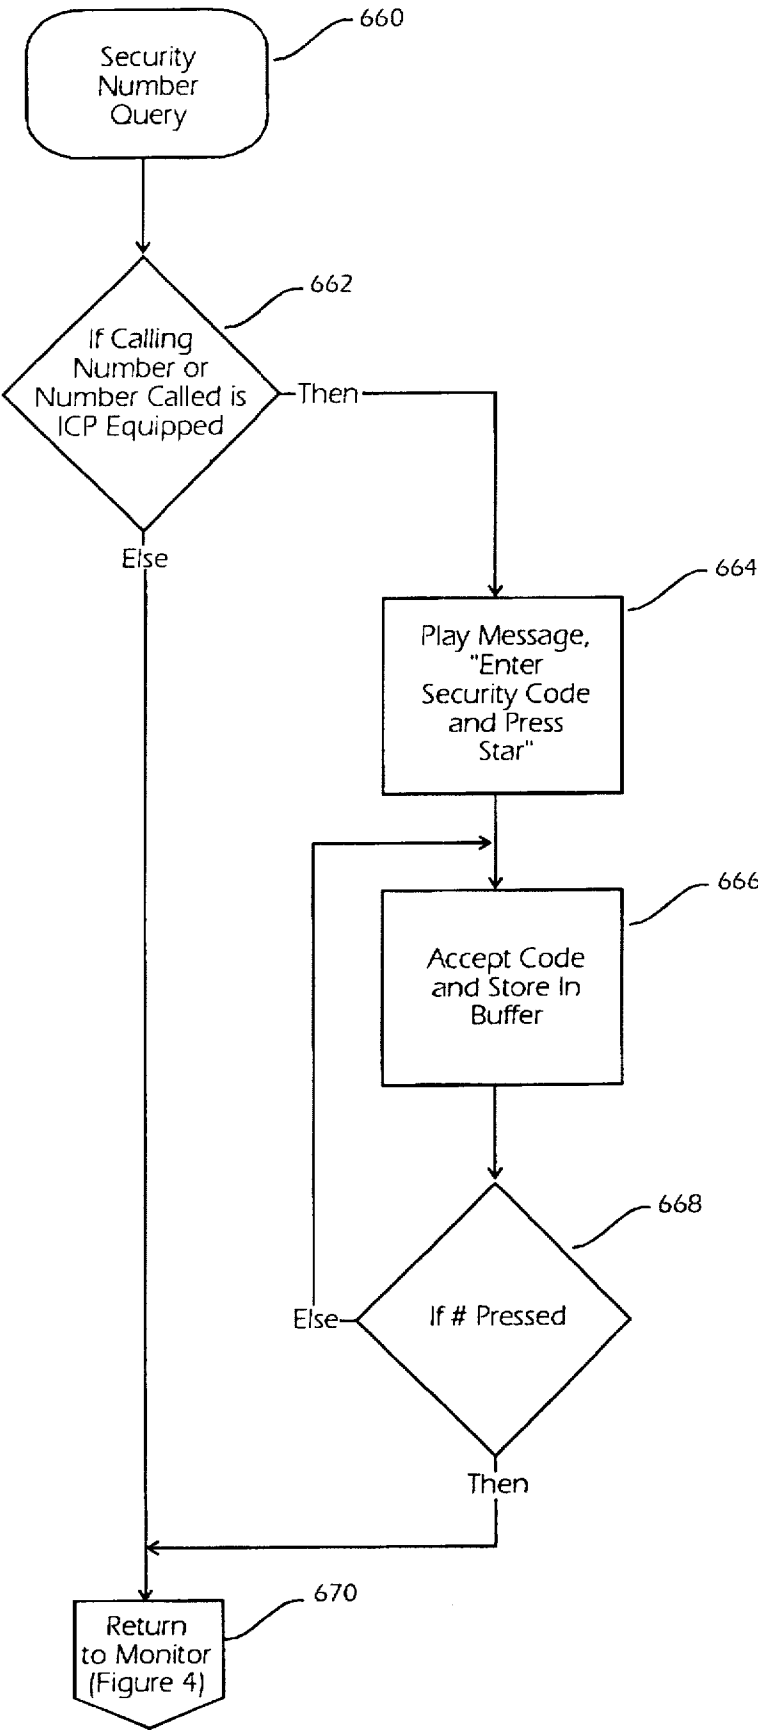 660
Security
Number
Query
662
If Calling
Number or
Number Called is
ICP Equipped
Then
Else
664
Play Message,
"Enter
Security Code
and Press
Star"
666
Accept Code
and Store In
Buffer
668
If # Pressed
Else
Then
670
Return
to Monitor
(Figure 4)